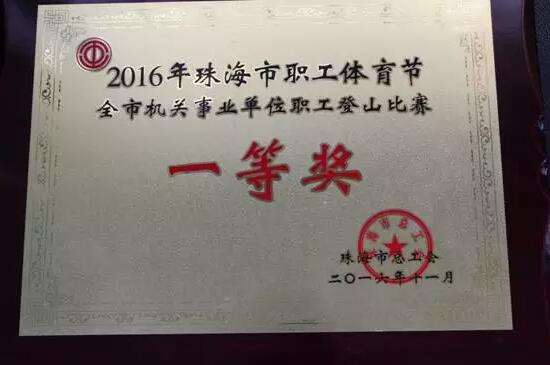 2016年珠海市职工体育节
全市机关事业单位职工登山比赛
一等奖
珠海市总工会
二〇一六年十一月